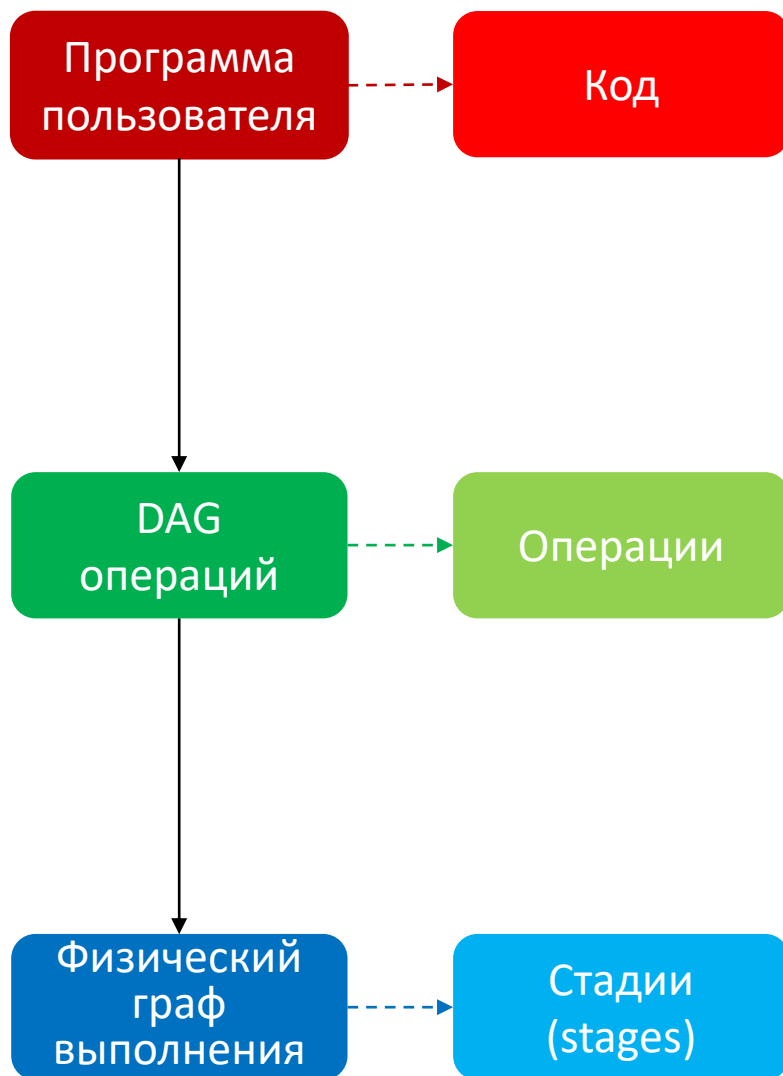 Программа
пользователя
Код
DAG
операций
Операции
Физический
граф
выполнения
Стадии
(stages)